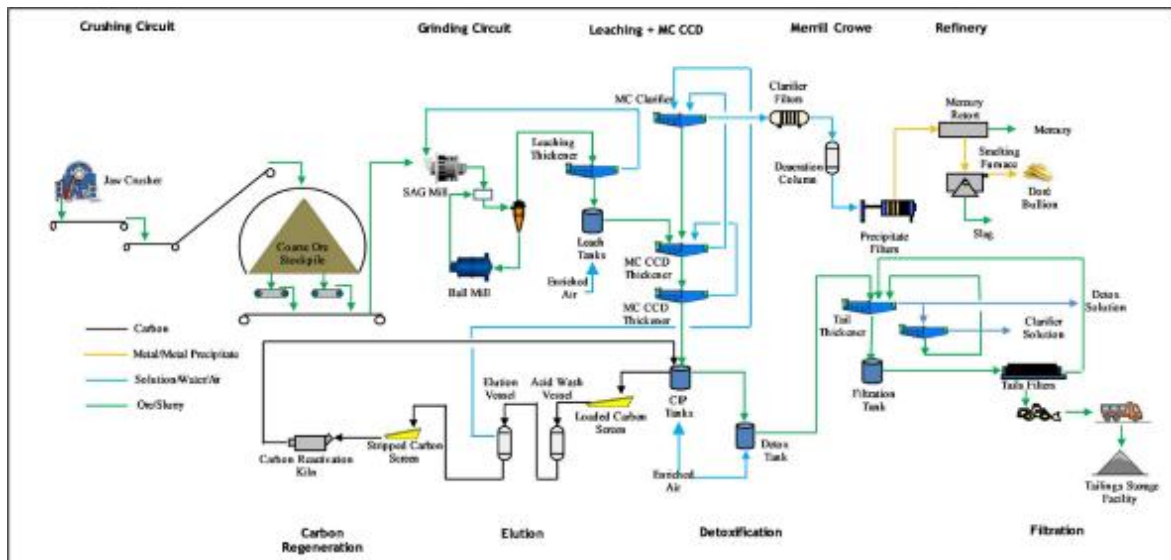 Crushing Circuit
Grinding Circuit
Leaching + MC CCD
Merrill Crowe
Refinery
Jaw Crusher
Coarse Ore
Stockpile
SAG Mill
Ball Mill
Leaching
Thickener
Leach
Tanks
Enriched
Air
MC Clarifier
MC CCD
Thickener
MC CCD
Thickener
Clarifier
Filters
Deaeration
Column
Precipitate
Filters
Mercury
Retort
Mercury
Smelting
Furnace
Doré
Bullion
Slag
Carbon
Metal/Metal Precipitate
Solution/Water/Air
Ore/Slurry
Carbon Reactivation
Kiln
Stripped Carbon
Screen
Elution
Vessel
Acid Wash
Vessel
Loaded Carbon
Screen
CIP
Tanks
Enriched
Air
Detox
Tank
Tail
Thickener
Detox
Solution
Clarifier
Solution
Filtration
Tank
Tails Filters
Tailings Storage
Facility
Carbon
Regeneration
Elution
Detoxification
Filtration